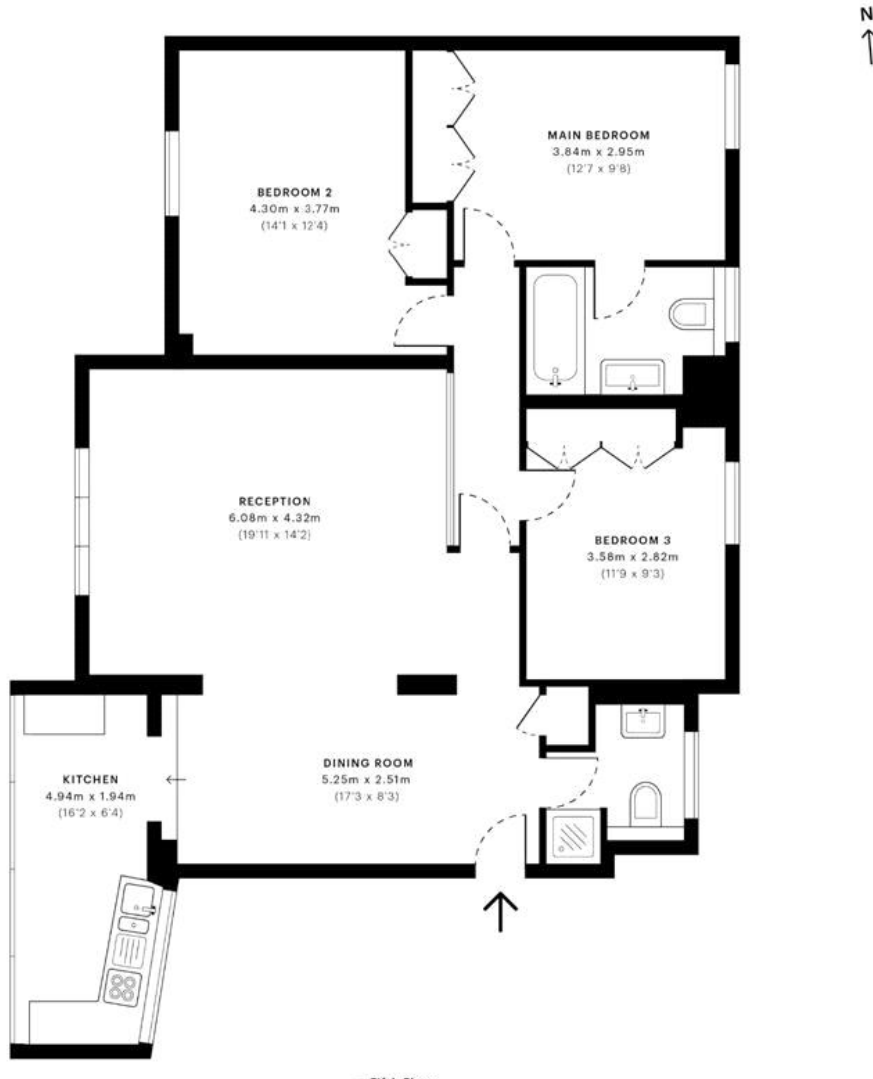 N
MAIN BEDROOM
3.84m x 2.95m
(12'7 x 9'8)
BEDROOM 2
4.30m x 3.77m
(14'1 x 12'4)
RECEPTION
6.08m x 4.32m
(19'11 x 14'2)
BEDROOM 3
3.58m x 2.82m
(11'9 x 9'3)
KITCHEN
4.94m x 1.94m
(16'2 x 6'4)
DINING ROOM
5.25m x 2.51m
(17'3 x 8'3)